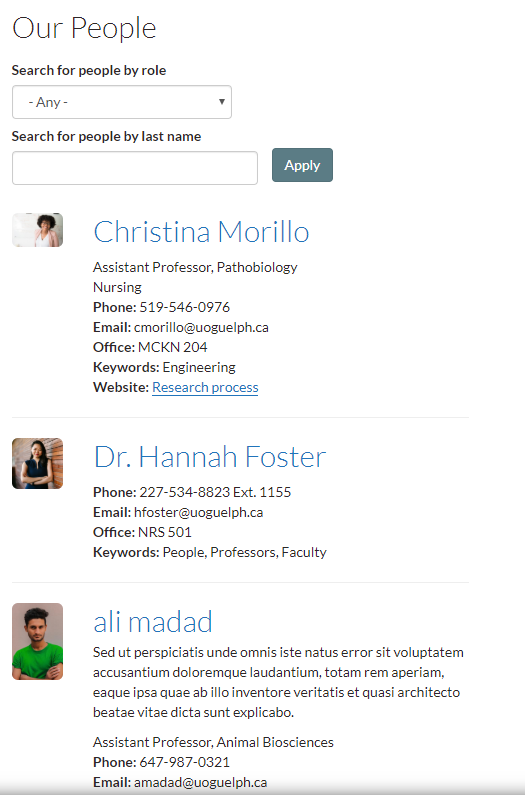 Our People
Search for people by role
- Any -
Search for people by last name
Apply
Christina Morillo
Assistant Professor, Pathobiology
Nursing
Phone: 519-546-0976
Email: cmorillo@uoguelph.ca
Office: MCKN 204
Keywords: Engineering
Website: Research process
Dr. Hannah Foster
Phone: 227-534-8823 Ext. 1155
Email: hfoster@uoguelph.ca
Office: NRS 501
Keywords: People, Professors, Faculty
ali madad
Sed ut perspiciatis unde omnis iste natus error sit voluptatem
accusantium doloremque laudantium, totam rem aperiam,
eaque ipsa quae ab illo inventore veritatis et quasi architecto
beatae vitae dicta sunt explicabo.
Assistant Professor, Animal Biosciences
Phone: 647-987-0321
Email: amadad@uoguelph.ca